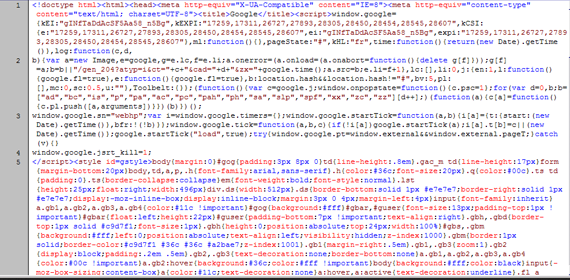 1 <!doctype html><html><head><meta http-equiv="X-UA-Compatible" content="IE=8"><meta http-equiv="content-type"
content="text/html; charset=UTF-8"><title>Google</title><script>window.google=
{kEI:"gINfTaDdAcSF5Aa58_n5Bg",kEXPI:"17259,17311,26727,27893,28305,28450,28454,28545,28607",kCSI:
{e:"17259,17311,26727,27893,28305,28450,28454,28545,28607",ei:"gINfTaDdAcSF5Aa58_n5Bg",expi:"17259,17311,26727,2789
3,28305,28450,28454,28545,28607"},ml:function(){},pageState:"#",kHL:"fr",time:function(){return(new Date).getTime
()},log:function(c,d,
2 b){var a=new Image,e=google,g=e.lc,f=e.li;a.onerror=(a.onload=(a.onabort=function(){delete g[f]}));g[f]
=a;b=b||"/gen_204?atyp=i&ct="+c+"&cad="+d+"&zx="+google.time();a.src=b;e.li=f+1},lc:[],li:0,j:{en:1,l:function()
{google.fl=true},e:function(){google.fl=true},b:location.hash&&location.hash!="#",bv:5,pl:
[],mc:0,sc:0.5,u:""},Toolbelt:{}};(function(){var c=google.j;window.onpopstate=function(){c.psc=1};for(var d=0,b;b=
["ad","bc","is","p","pa","ac","pc","pah","ph","sa","slp","spf","xx","zc","zz"][d++];)(function(a){c[a]=function()
{c.pl.push([a,arguments])}})(b)})();
3 window.google.sn="webhp";var i=window.google.timers={};window.google.startTick=function(a,b){i[a]={t:{start:(new
Date).getTime()},bfr:!(!b)}};window.google.tick=function(a,b,c){if(!i[a])google.startTick(a);i[a].t[b]=c||(new
Date).getTime()};google.startTick("load",true);try{window.google.pt=window.external&&window.external.pageT;}catch
(v){}
4 window.google.jsrt_kill=1;
5 </script><style id=gstyle>body{margin:0}#gog{padding:3px 8px 0}td{line-height:.8em}.gac_m td{line-height:17px}form
{margin-bottom:20px}body,td,a,p,.h{font-family:arial,sans-serif}.h{color:#36c;font-size:20px}.q{color:#00c}.ts td
{padding:0}.ts{border-collapse:collapse}em{font-weight:bold;font-style:normal}.lst
{height:25px;float:right;width:496px}div.ds{width:512px}.ds{border-bottom:solid 1px #e7e7e7;border-right:solid 1px
#e7e7e7;display:-moz-inline-box;display:inline-block;margin:3px 0 4px;margin-left:4px}input{font-family:inherit}
a.gb1,a.gb2,a.gb3,a.gb4{color:#11c !important}#gog{background:#fff}#gbar,#guser{font-size:13px;padding-top:1px !
important}#gbar{float:left;height:22px}#guser{padding-bottom:7px !important;text-align:right}.gbh,.gbd{border-
top:1px solid #c9d7f1;font-size:1px}.gbh{height:0;position:absolute;top:24px;width:100%}#gbs,.gbm
{background:#fff;left:0;position:absolute;text-align:left;visibility:hidden;z-index:1000}.gbm{border:1px
solid;border-color:#c9d7f1 #36c #36c #a2bae7;z-index:1001}.gb1{margin-right:.5em}.gb1,.gb3{zoom:1}.gb2
{display:block;padding:.2em .5em}.gb2,.gb3{text-decoration:none;border-bottom:none}a.gb1,a.gb2,a.gb3,a.gb4
{color:#00c !important}a.gb2:hover{background:#36c;color:#fff !important}body{background:#fff;color:black}input{-
moz-box-sizing:content-box}a{color:#11c;text-decoration:none}a:hover,a:active{text-decoration:underline}.fl a